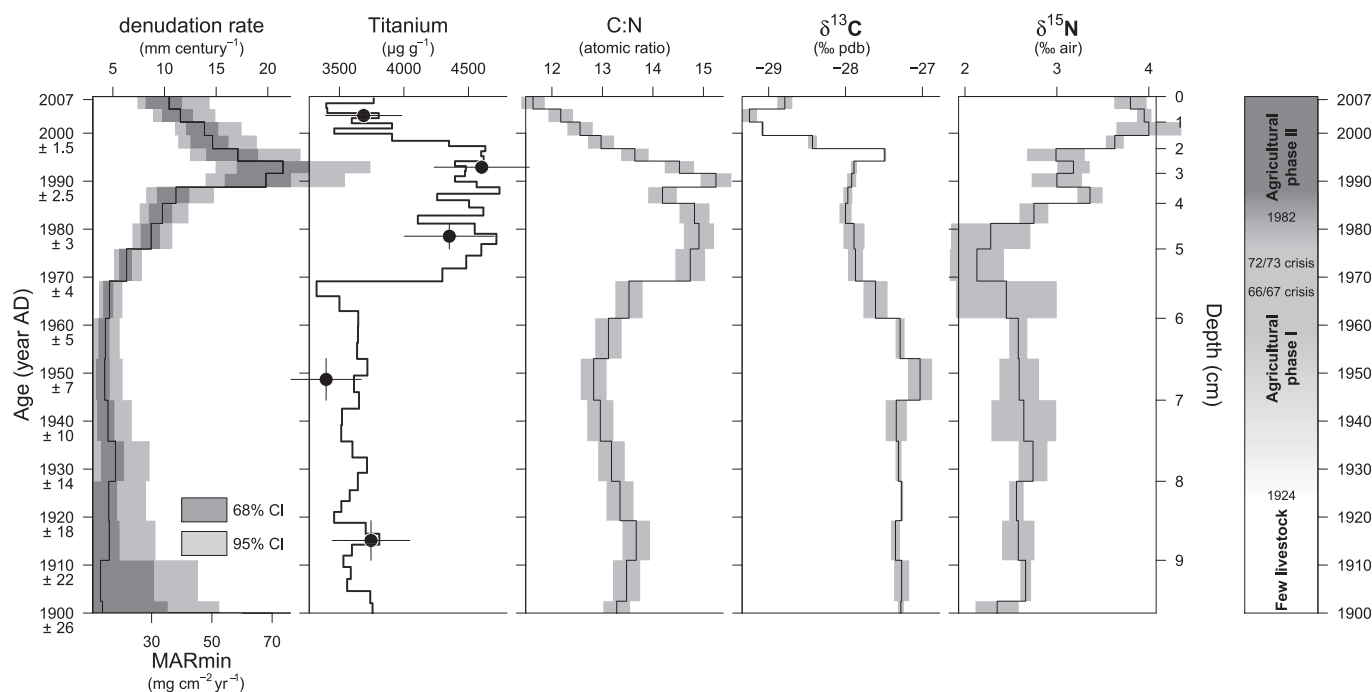 denudation rate
(mm century⁻¹)
5 10 15 20
Titanium
(µg g⁻¹)
3500 4000 4500
C:N
(atomic ratio)
12 13 14 15
δ¹³C
(‰ pdb)
−29 −28 −27
δ¹⁵N
(‰ air)
2 3 4
Age (year AD)
2007
2000
± 1.5
1990
± 2.5
1980
± 3
1970
± 4
1960
± 5
1950
± 7
1940
± 10
1930
± 14
1920
± 18
1910
± 22
1900
± 26
68% CI
95% CI
30 50 70
MARmin
(mg cm⁻² yr⁻¹)
Depth (cm)
0
1
2
3
4
5
6
7
8
9
Agricultural
phase II
1982
72/73 crisis
66/67 crisis
Agricultural
phase I
1924
Few livestock
2007
2000
1990
1980
1970
1960
1950
1940
1930
1920
1910
1900